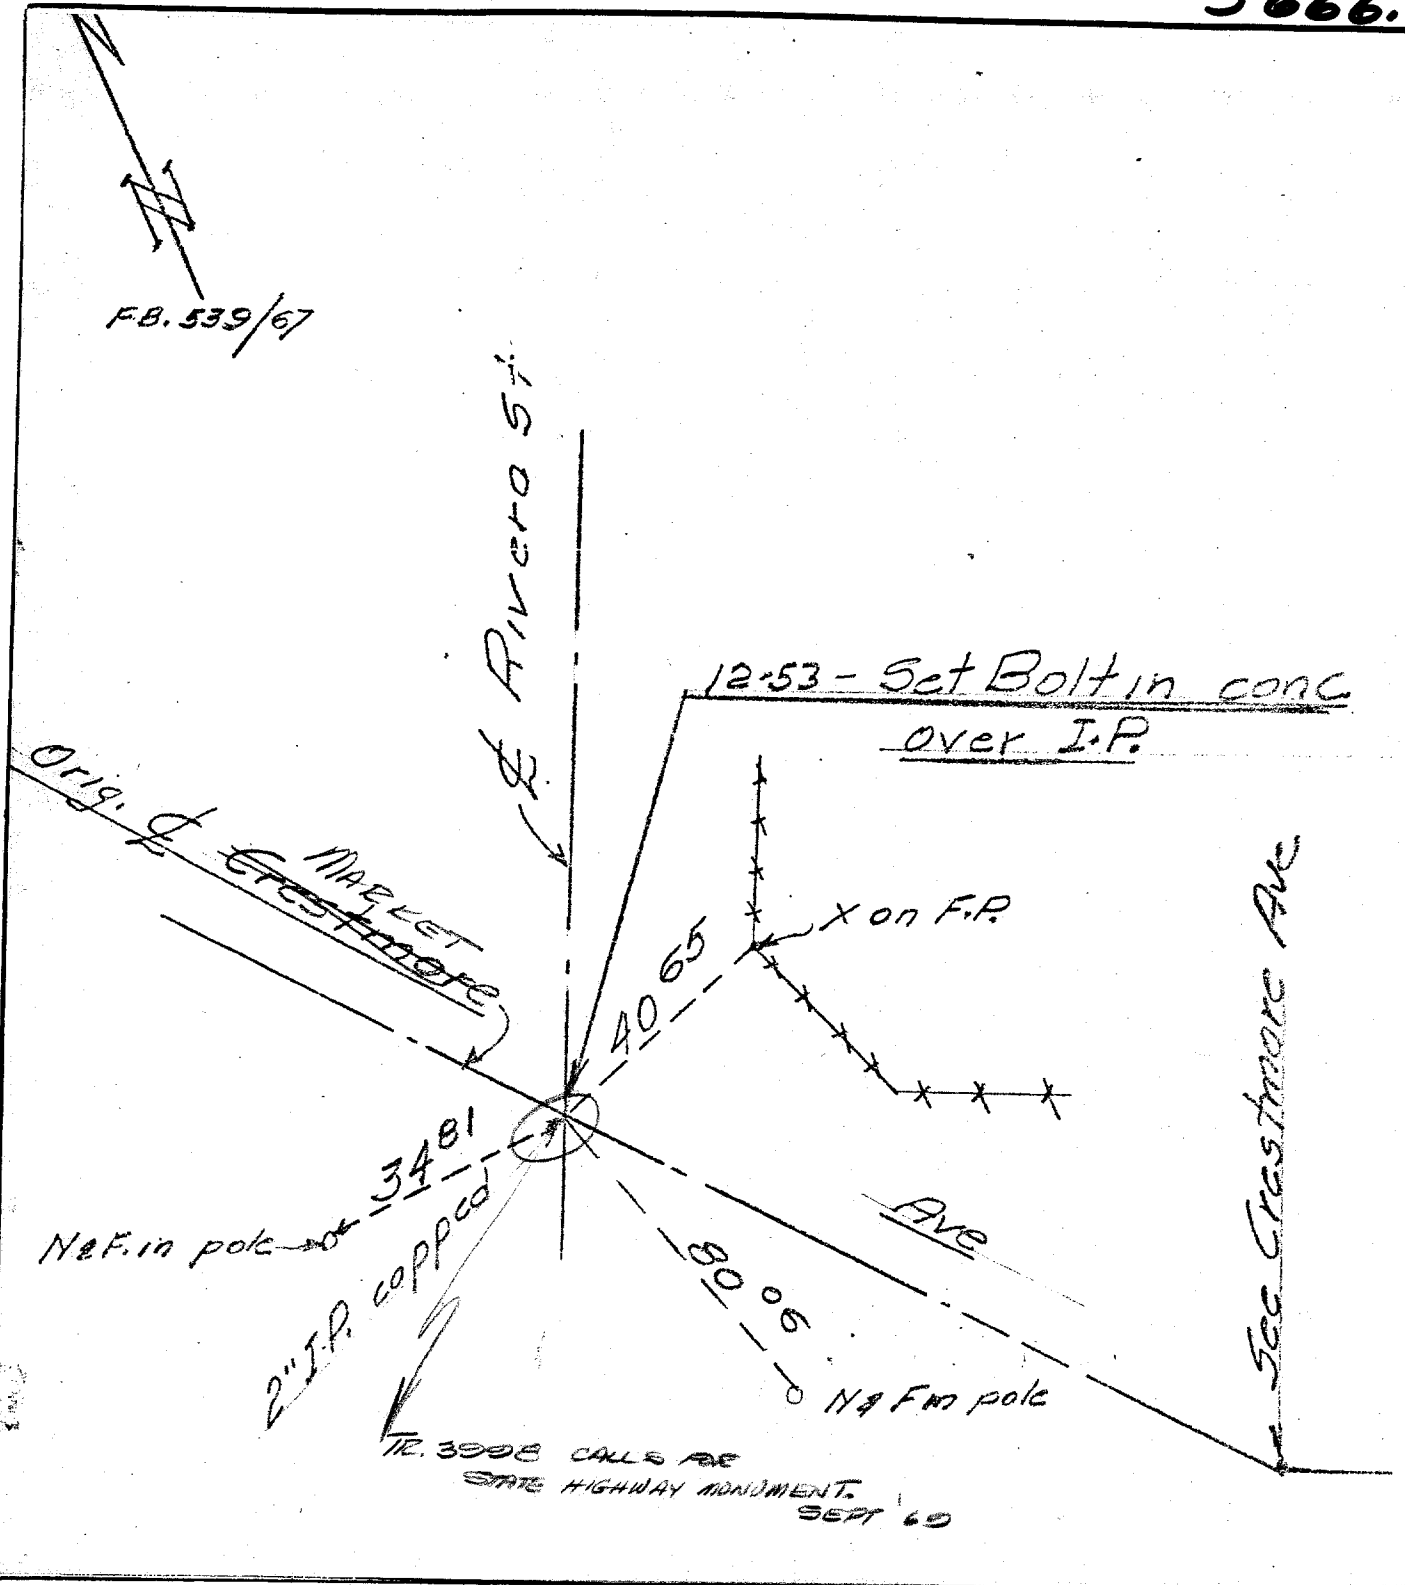 5666.
N
F.B. 539/67
℄ Rivera St.
12-53 - Set Bolt in conc
over I.P.
Orig. ℄ Crestmore
MARKET
X on F.P.
40 65
34 81
See Crestmore Ave
Ave
N&F. in pole
2" I.P. capped
80 06
N&F in pole
TR. 3998 CALLS FOR
STATE HIGHWAY MONUMENT.
SEPT '69